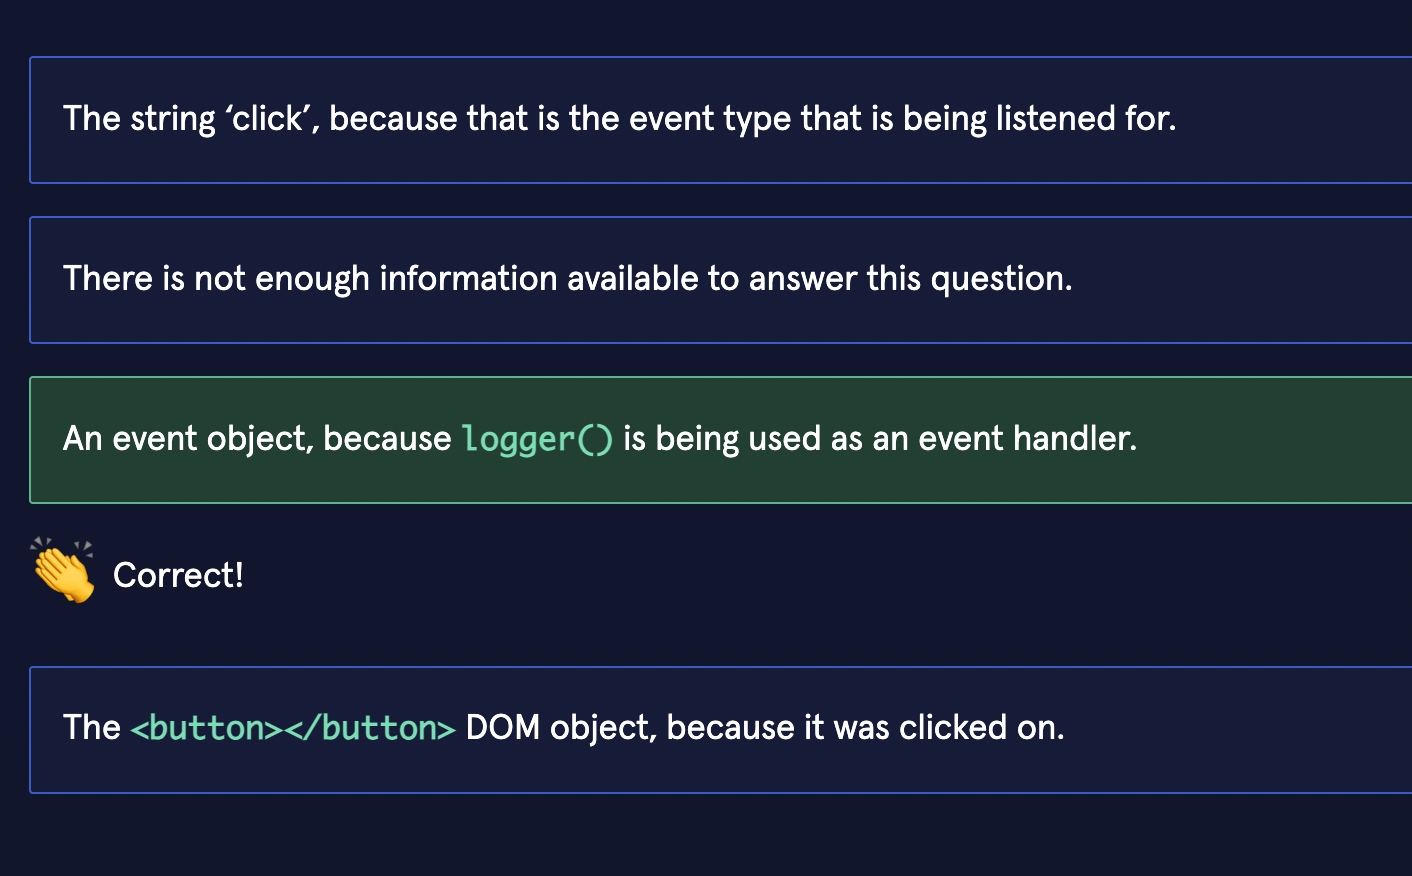 The string ‘click’, because that is the event type that is being listened for.
There is not enough information available to answer this question.
An event object, because logger() is being used as an event handler.
Correct!
The <button></button> DOM object, because it was clicked on.